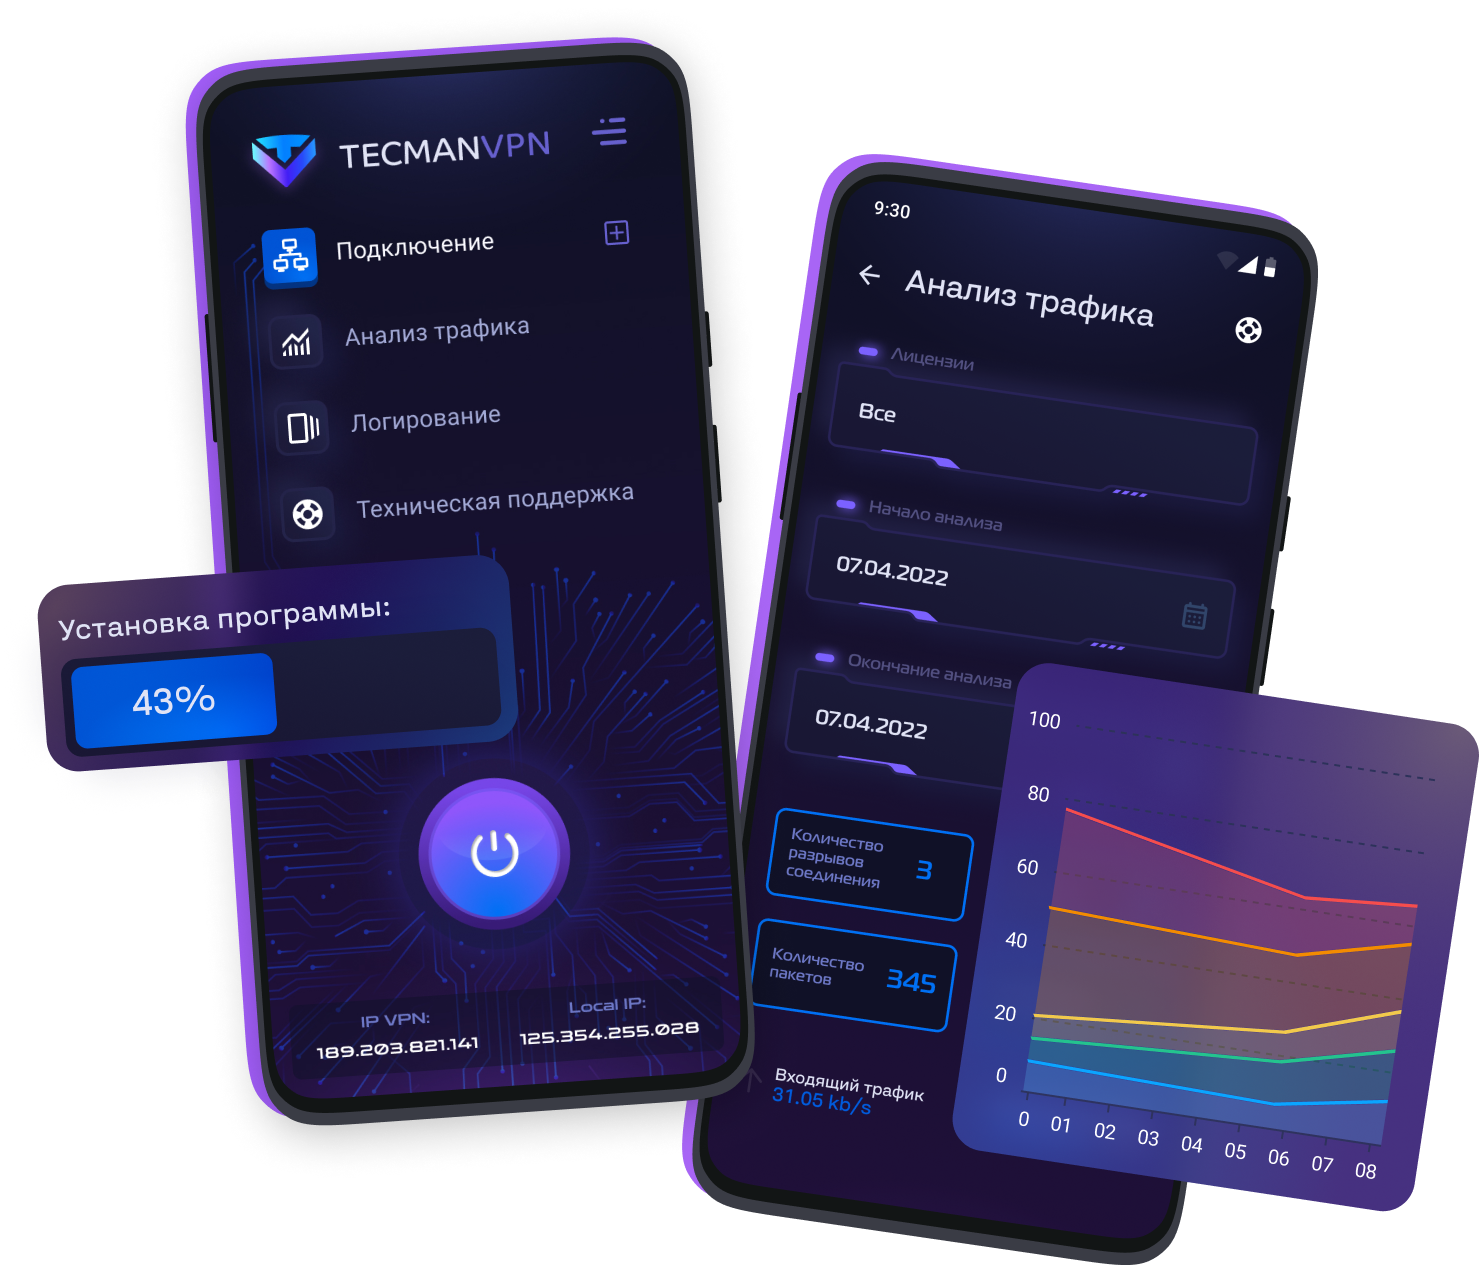 TECMANVPN
Подключение
Анализ трафика
Логирование
Техническая поддержка
Установка программы:
43%
IP VPN:
189.203.821.141
Local IP:
125.354.255.028
9:30
Анализ трафика
Лицензии
Все
Начало анализа
07.04.2022
Окончание анализа
07.04.2022
Количество
разрывов
соединения
3
Количество
пакетов
345
Входящий трафик
31.05 kb/s
100
80
60
40
20
0
0 01 02 03 04 05 06 07 08